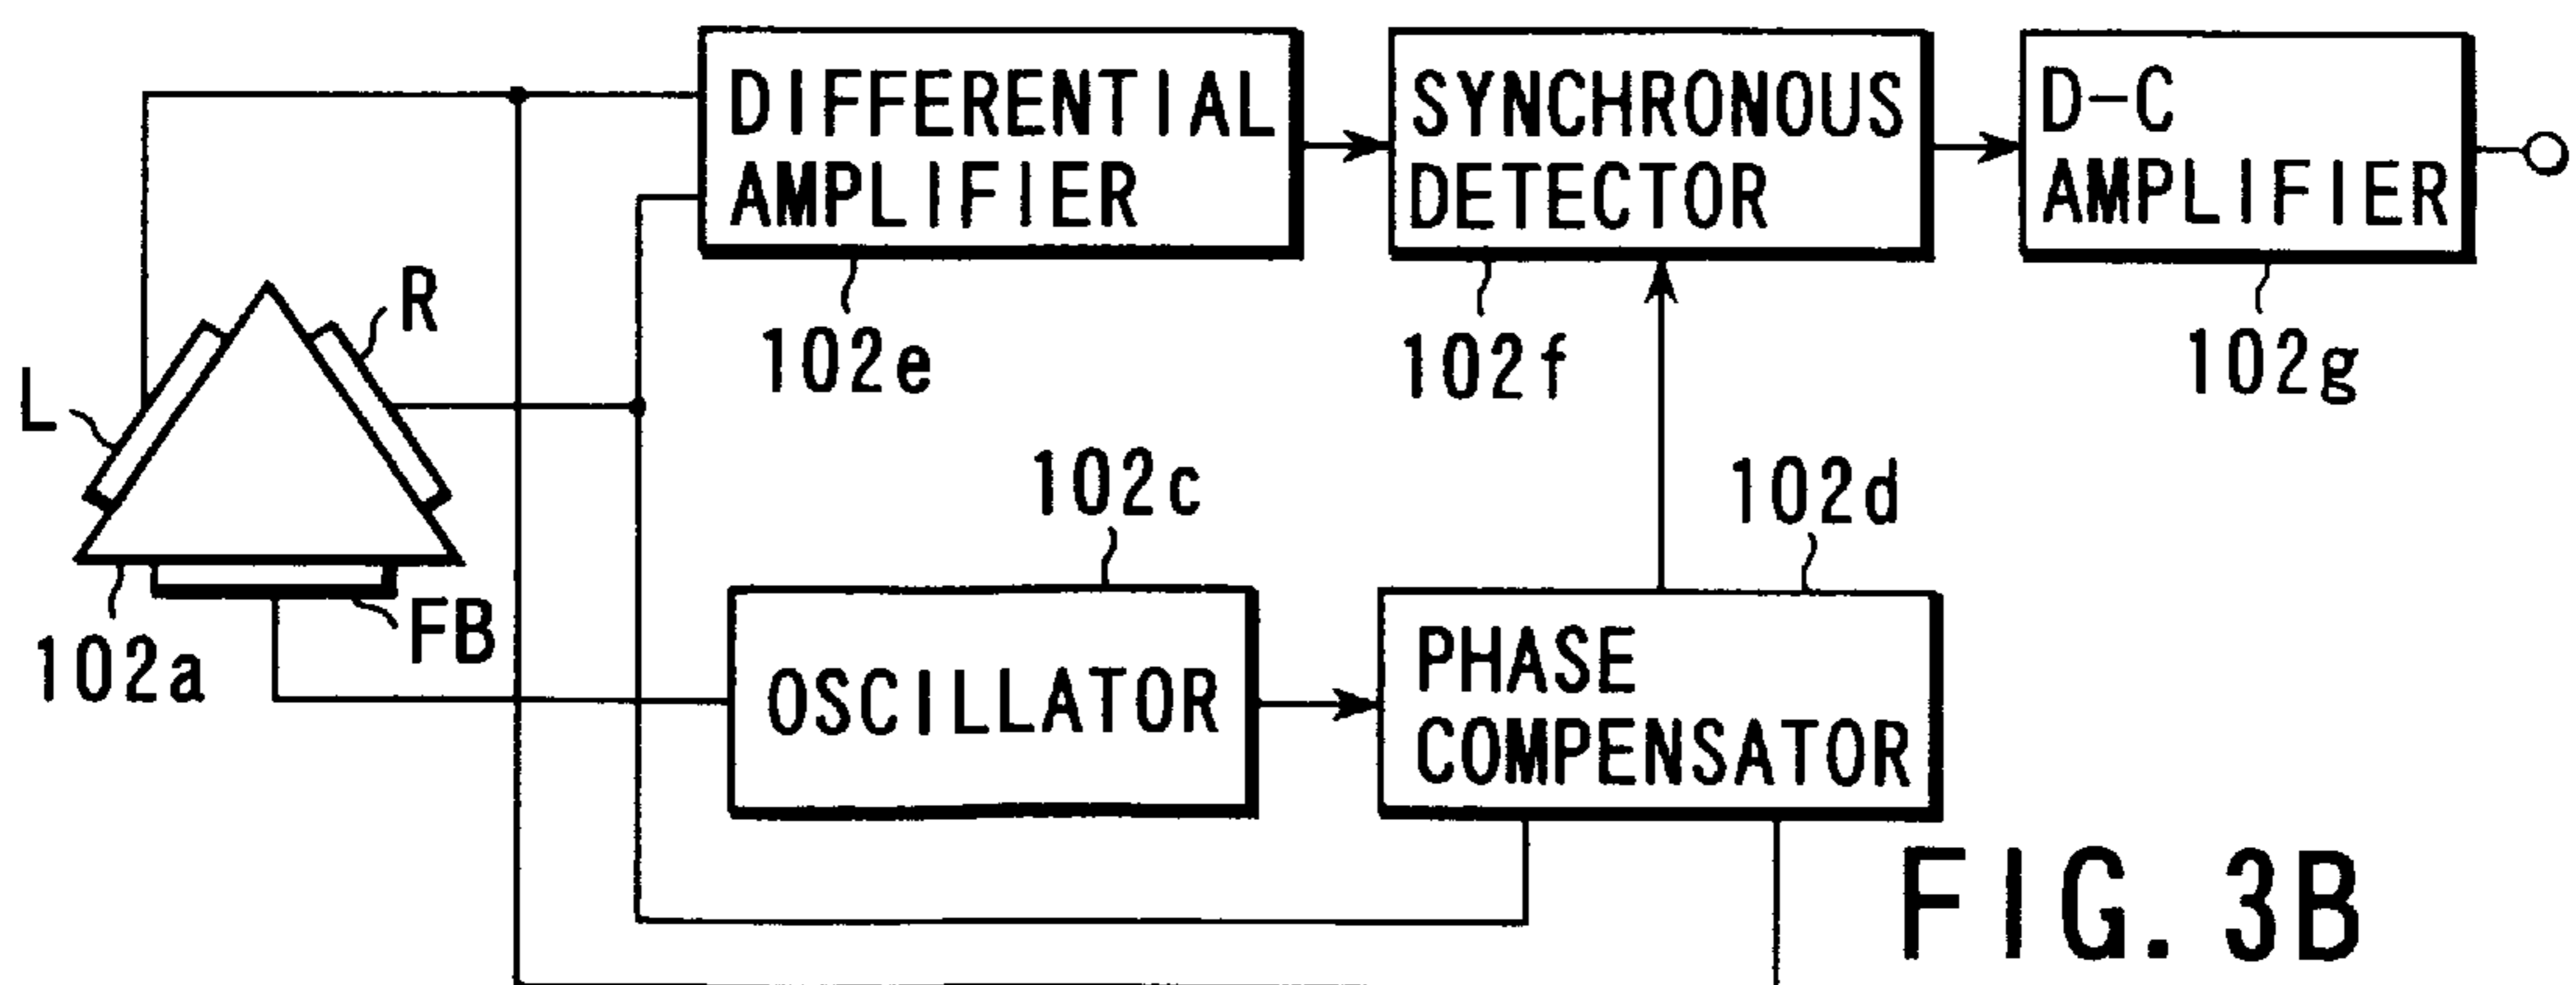 DIFFERENTIAL
AMPLIFIER
SYNCHRONOUS
DETECTOR
D-C
AMPLIFIER
102e
102f
102g
L
R
102a
FB
102c
102d
OSCILLATOR
PHASE
COMPENSATOR
FIG. 3B